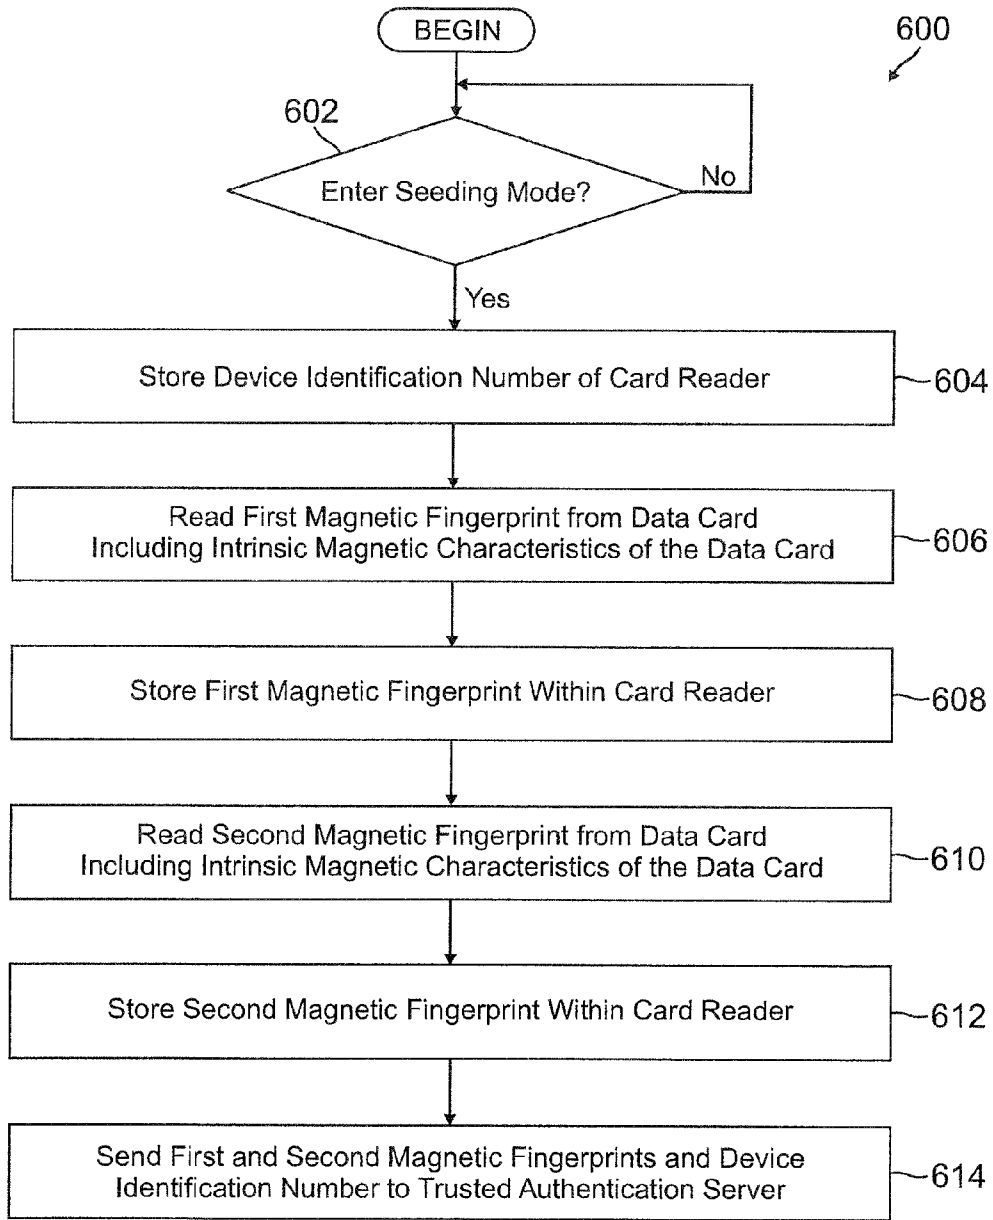 BEGIN
600
602
Enter Seeding Mode?
No
Yes
Store Device Identification Number of Card Reader
604
Read First Magnetic Fingerprint from Data Card
Including Intrinsic Magnetic Characteristics of the Data Card
606
Store First Magnetic Fingerprint Within Card Reader
608
Read Second Magnetic Fingerprint from Data Card
Including Intrinsic Magnetic Characteristics of the Data Card
610
Store Second Magnetic Fingerprint Within Card Reader
612
Send First and Second Magnetic Fingerprints and Device
Identification Number to Trusted Authentication Server
614